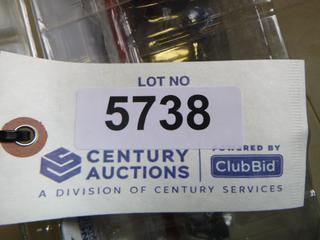 LOT NO
5738
CENTURY
AUCTIONS
POWERED BY
ClubBid
A DIVISION OF CENTURY SERVICES